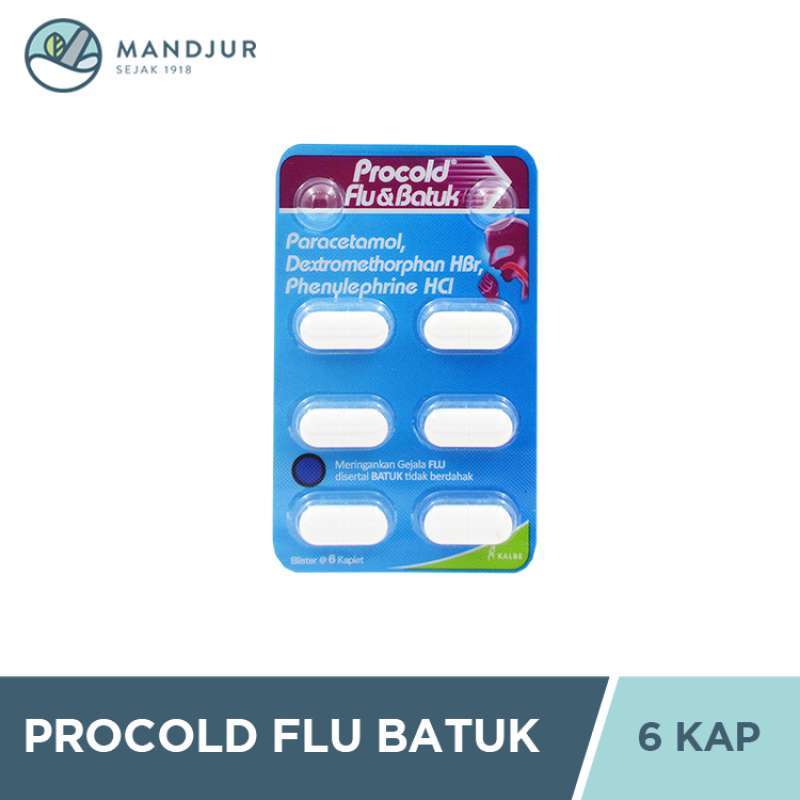 MANDJUR
SEJAK 1918
Procold®
Flu & Batuk
Paracetamol,
Dextromethorphan HBr,
Phenylephrine HCl
Meringankan Gejala FLU
disertai BATUK tidak berdahak
Blister @ 6 Kaplet
KALBE
PROCOLD FLU BATUK
6 KAP